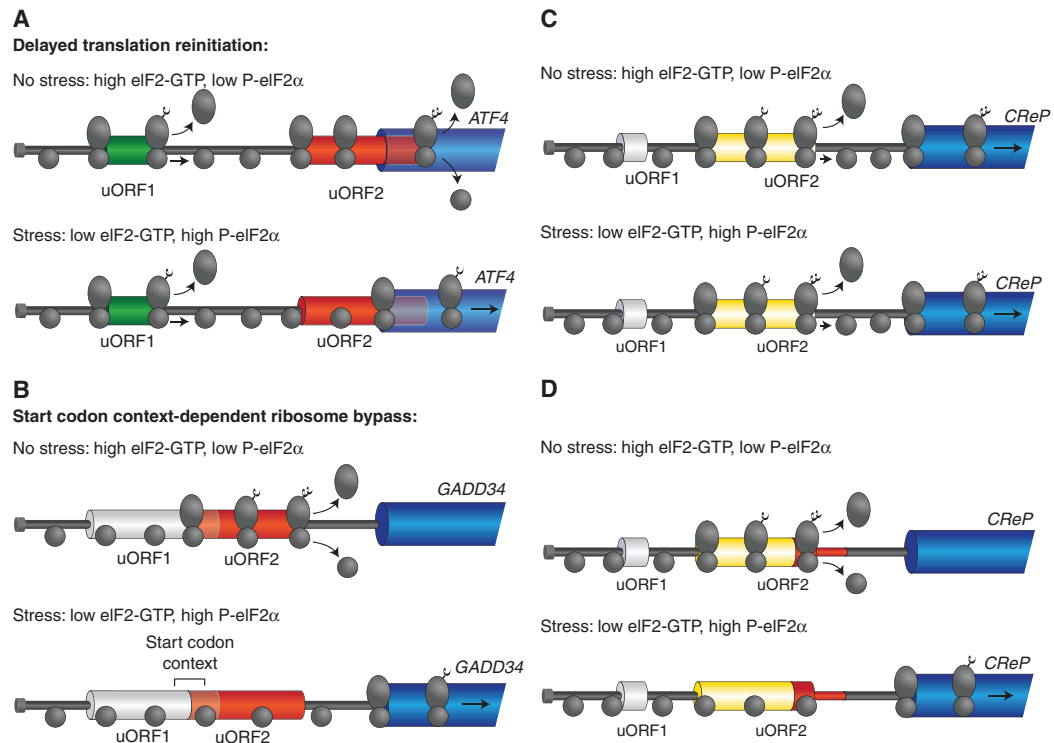 A
Delayed translation reinitiation:
No stress: high eIF2-GTP, low P-eIF2α
ATF4
uORF1
uORF2
Stress: low eIF2-GTP, high P-eIF2α
ATF4
uORF1
uORF2
B
Start codon context-dependent ribosome bypass:
No stress: high eIF2-GTP, low P-eIF2α
GADD34
uORF1
uORF2
Stress: low eIF2-GTP, high P-eIF2α
Start codon
context
GADD34
uORF1
uORF2
C
No stress: high eIF2-GTP, low P-eIF2α
CReP
uORF1
uORF2
Stress: low eIF2-GTP, high P-eIF2α
CReP
uORF1
uORF2
D
No stress: high eIF2-GTP, low P-eIF2α
CReP
uORF1
uORF2
Stress: low eIF2-GTP, high P-eIF2α
CReP
uORF1
uORF2